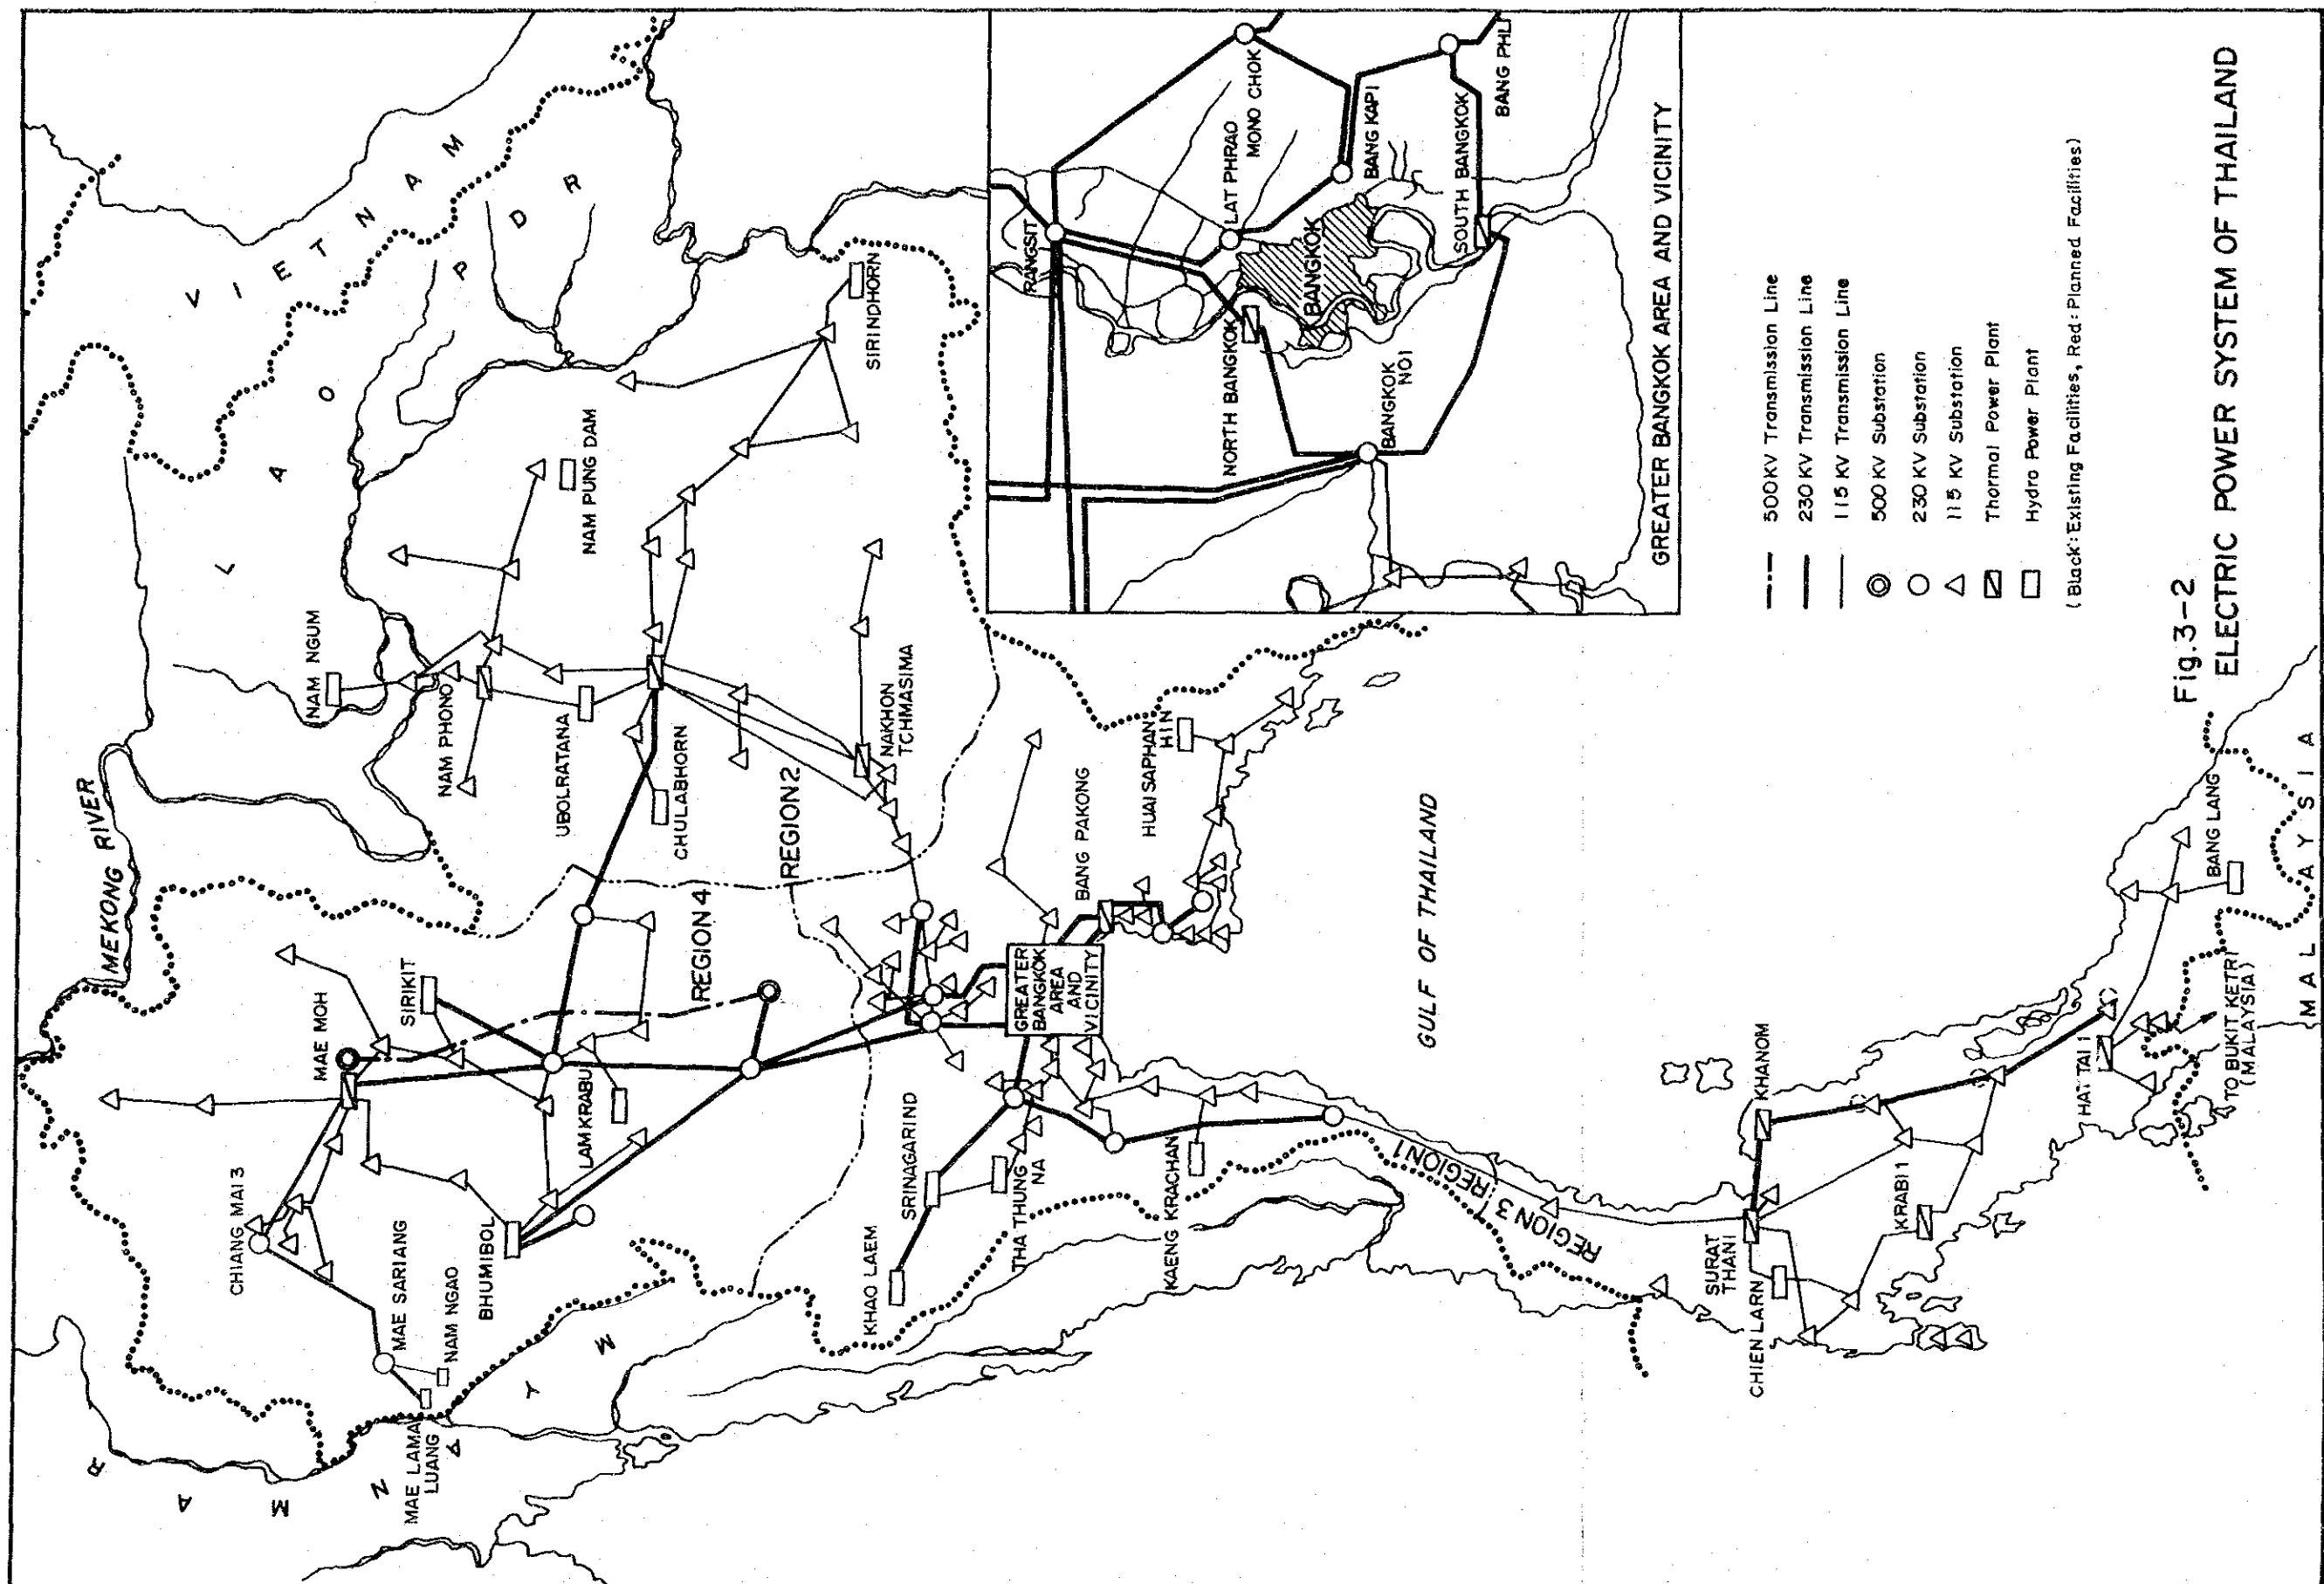 Fig.3-2
ELECTRIC POWER SYSTEM OF THAILAND
MEKONG RIVER
VIETNAM
LAO
PDR
MYANMAR
MALAYSIA
GULF OF THAILAND
REGION 4
REGION 2
REGION 1
REGION 3
CHIANG MAI 3
MAE MOH
SIRIKIT
MAE SARIANG
NAM NGAO
MAE LAMA
LUANG
BHUMIBOL
LAM KRABU
NAM NGUM
NAM PHONO
UBOLRATANA
CHULABHORN
NAM PUNG DAM
SIRINDHORN
NAKHON
TCHMASIMA
KHAO LAEM
SRINAGARIND
THA THUNG
NA
KAENG KRACHAN
GREATER
BANGKOK
AREA
AND
VICINITY
BANG PAKONG
HUAI SAPHAN
HIN
SURAT
THANI
CHIEN LARN
KHANOM
KRABI 1
HAT TAI 1
BANG LANG
TO BUKIT KETRI
(MALAYSIA)
RANGSIT
LAT PHRAO
MONO CHOK
BANG KAPI
NORTH BANGKOK
BANGKOK
SOUTH BANGKOK
BANG PHLI
BANGKOK
NOI
GREATER BANGKOK AREA AND VICINITY
500KV Transmission Line
230 KV Transmission Line
115 KV Transmission Line
500 KV Substation
230 KV Substation
115 KV Substation
Thormal Power Plant
Hydro Power Plant
(Black: Existing Facilities, Red: Planned Facilities)